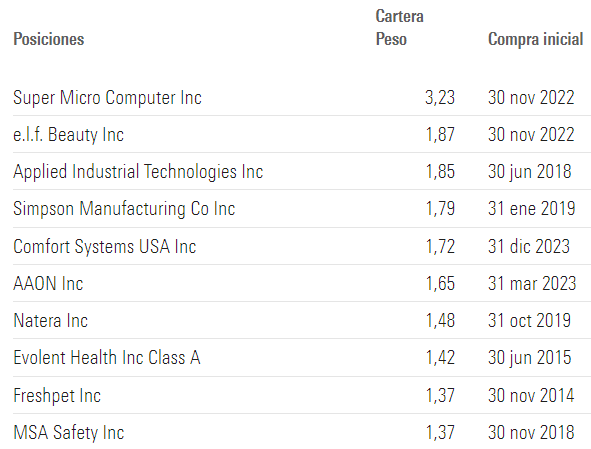 Cartera
Posiciones Peso Compra inicial
Super Micro Computer Inc 3,23 30 nov 2022
e.l.f. Beauty Inc 1,87 30 nov 2022
Applied Industrial Technologies Inc 1,85 30 jun 2018
Simpson Manufacturing Co Inc 1,79 31 ene 2019
Comfort Systems USA Inc 1,72 31 dic 2023
AAON Inc 1,65 31 mar 2023
Natera Inc 1,48 31 oct 2019
Evolent Health Inc Class A 1,42 30 jun 2015
Freshpet Inc 1,37 30 nov 2014
MSA Safety Inc 1,37 30 nov 2018